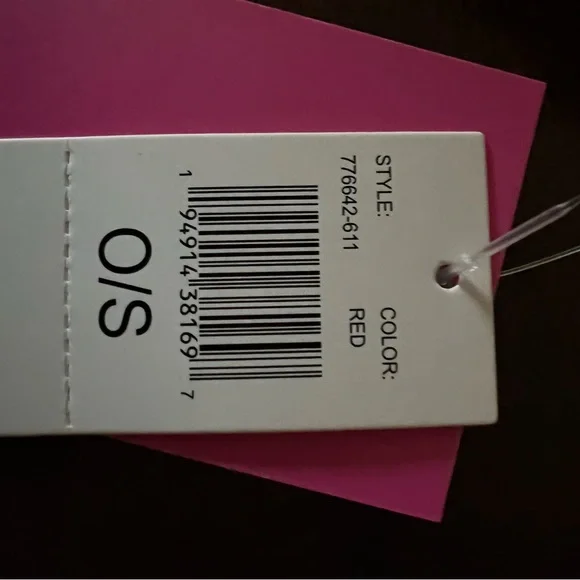 STYLE: COLOR:
776642-611 RED
1 94914 38169 7
O/S